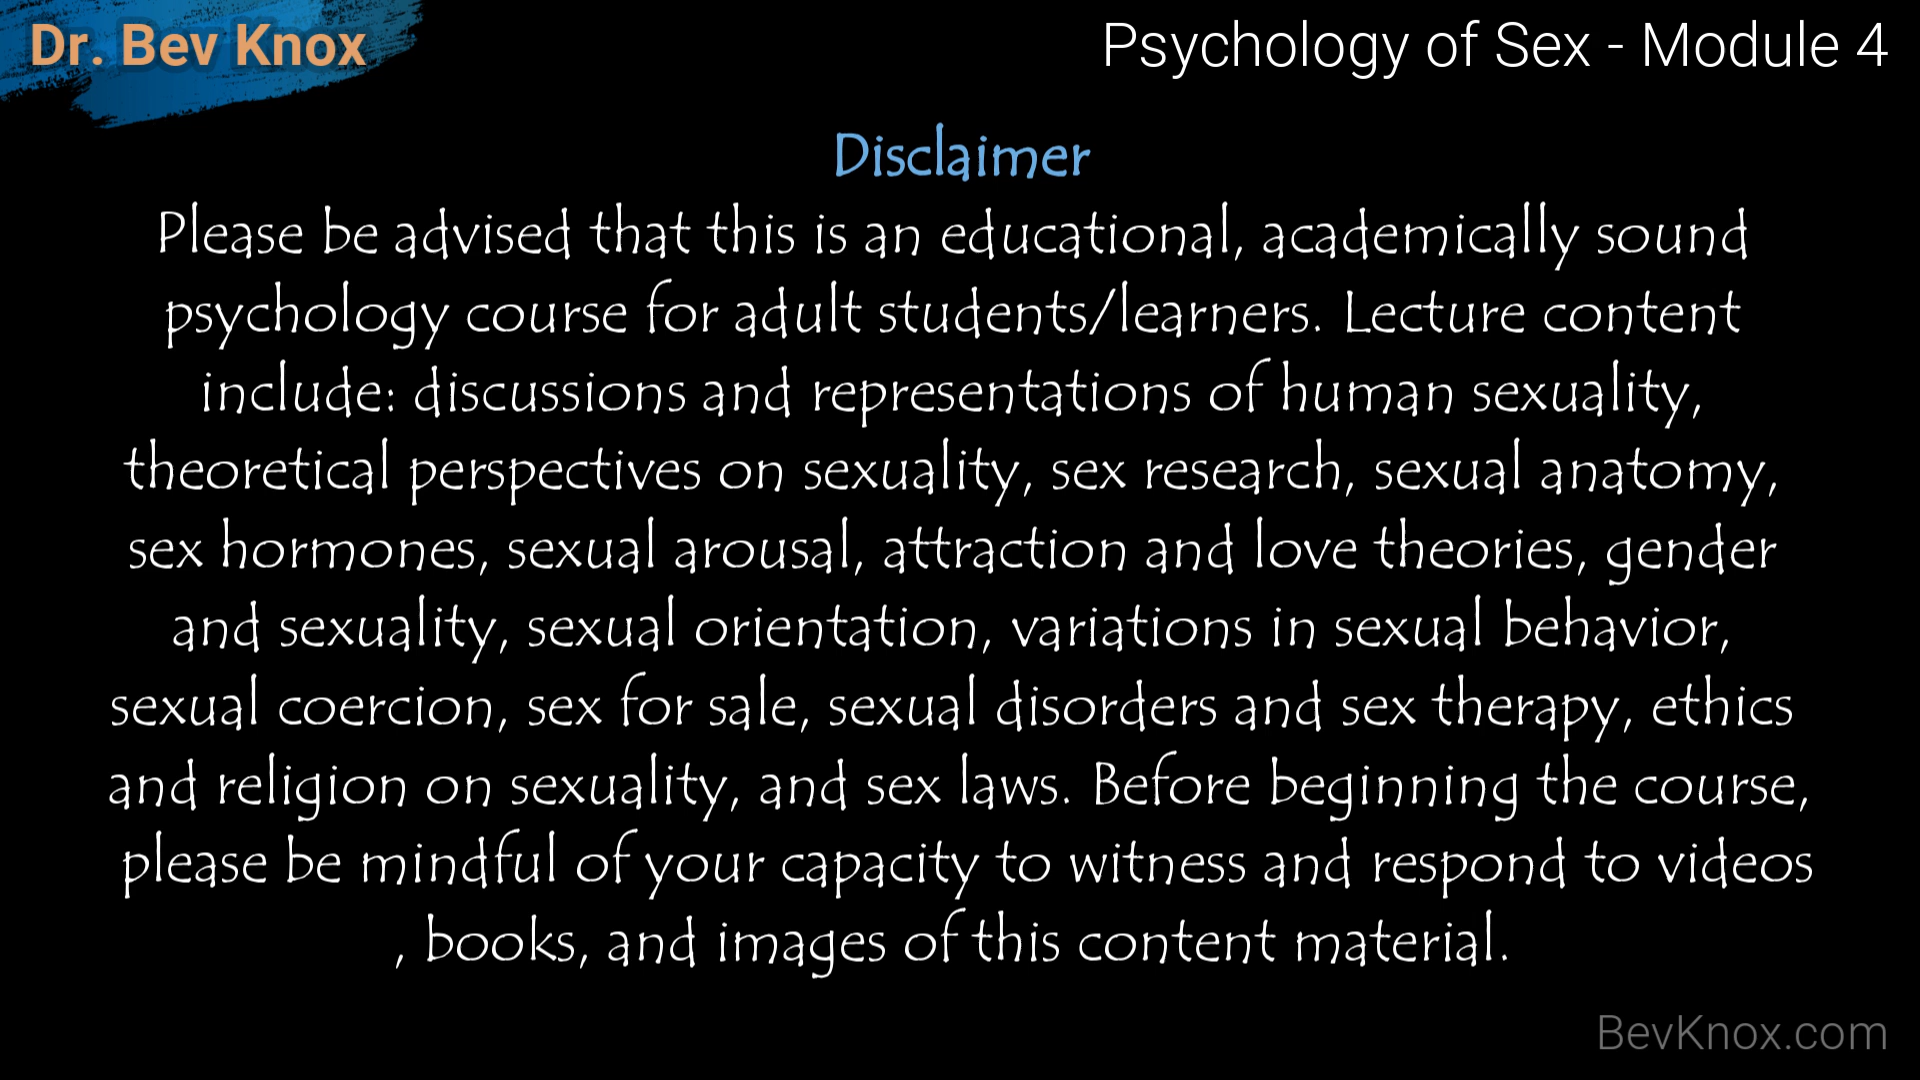 Dr. Bev Knox
Psychology of Sex - Module 4
Disclaimer
Please be advised that this is an educational, academically sound
psychology course for adult students/learners. Lecture content
include: discussions and representations of human sexuality,
theoretical perspectives on sexuality, sex research, sexual anatomy,
sex hormones, sexual arousal, attraction and love theories, gender
and sexuality, sexual orientation, variations in sexual behavior,
sexual coercion, sex for sale, sexual disorders and sex therapy, ethics
and religion on sexuality, and sex laws. Before beginning the course,
please be mindful of your capacity to witness and respond to videos
, books, and images of this content material.
BevKnox.com